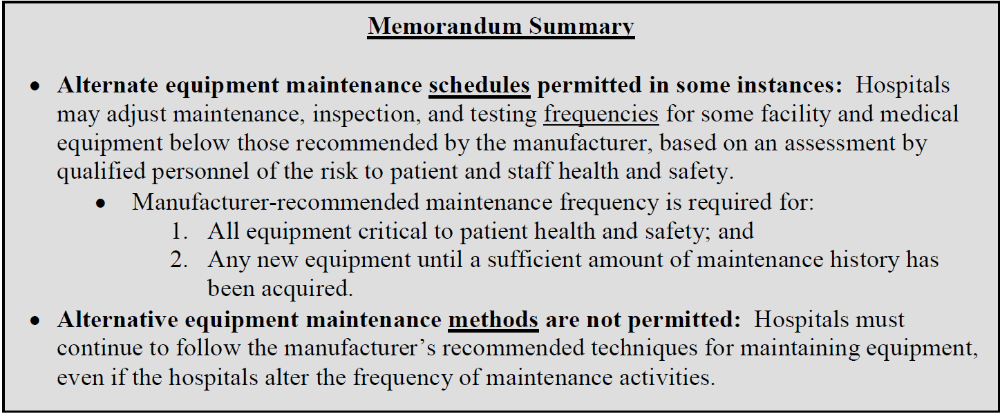 Memorandum Summary
• Alternate equipment maintenance schedules permitted in some instances: Hospitals
may adjust maintenance, inspection, and testing frequencies for some facility and medical
equipment below those recommended by the manufacturer, based on an assessment by
qualified personnel of the risk to patient and staff health and safety.
• Manufacturer-recommended maintenance frequency is required for:
1. All equipment critical to patient health and safety; and
2. Any new equipment until a sufficient amount of maintenance history has
been acquired.
• Alternative equipment maintenance methods are not permitted: Hospitals must
continue to follow the manufacturer’s recommended techniques for maintaining equipment,
even if the hospitals alter the frequency of maintenance activities.